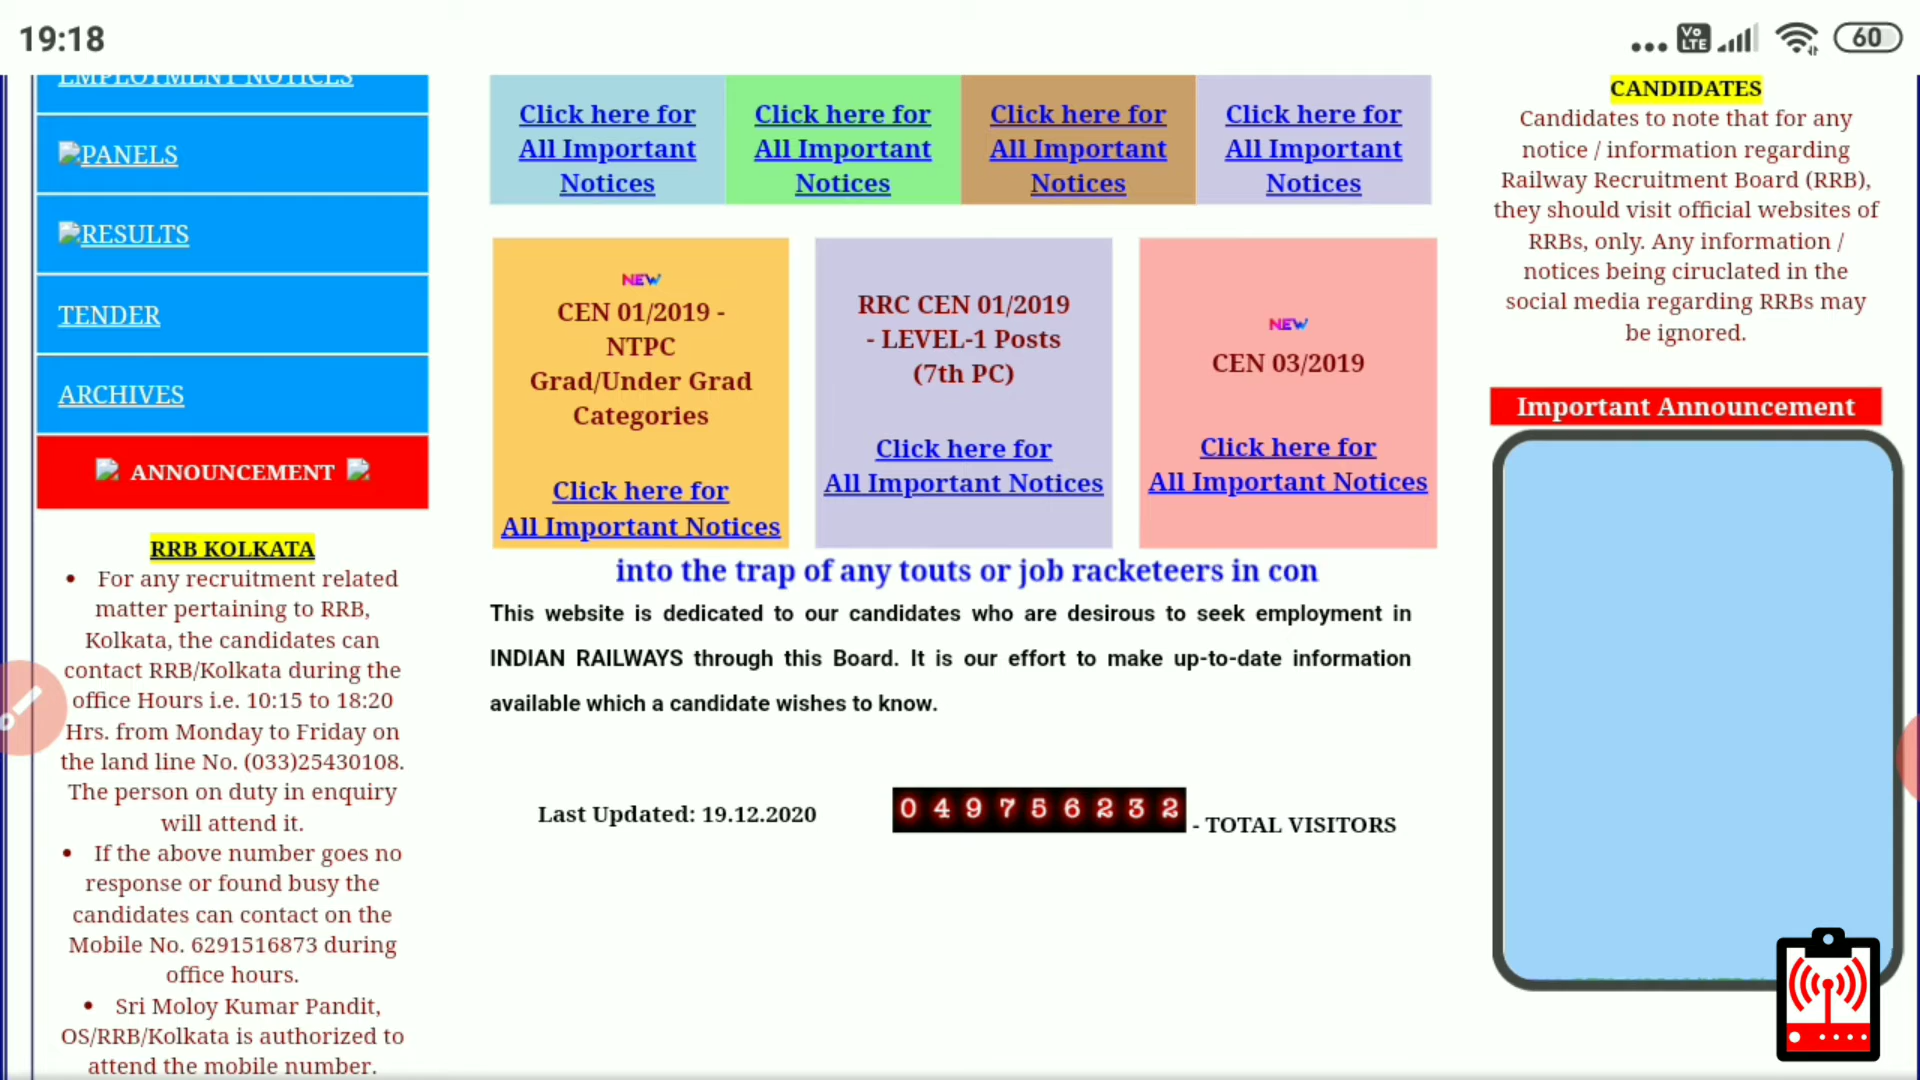 19:18
Vo
LTE
60
EMPLOYMENT NOTICES
PANELS
RESULTS
TENDER
ARCHIVES
ANNOUNCEMENT
RRB KOLKATA
• For any recruitment related
matter pertaining to RRB,
Kolkata, the candidates can
contact RRB/Kolkata during the
office Hours i.e. 10:15 to 18:20
Hrs. from Monday to Friday on
the land line No. (033)25430108.
The person on duty in enquiry
will attend it.
• If the above number goes no
response or found busy the
candidates can contact on the
Mobile No. 6291516873 during
office hours.
• Sri Moloy Kumar Pandit,
OS/RRB/Kolkata is authorized to
attend the mobile number.
Click here for
All Important
Notices
Click here for
All Important
Notices
Click here for
All Important
Notices
Click here for
All Important
Notices
NEW
CEN 01/2019 -
NTPC
Grad/Under Grad
Categories
Click here for
All Important Notices
RRC CEN 01/2019
- LEVEL-1 Posts
(7th PC)
Click here for
All Important Notices
NEW
CEN 03/2019
Click here for
All Important Notices
into the trap of any touts or job racketeers in con
This website is dedicated to our candidates who are desirous to seek employment in
INDIAN RAILWAYS through this Board. It is our effort to make up-to-date information
available which a candidate wishes to know.
Last Updated: 19.12.2020
049756232 - TOTAL VISITORS
CANDIDATES
Candidates to note that for any
notice / information regarding
Railway Recruitment Board (RRB),
they should visit official websites of
RRBs, only. Any information /
notices being ciruclated in the
social media regarding RRBs may
be ignored.
Important Announcement